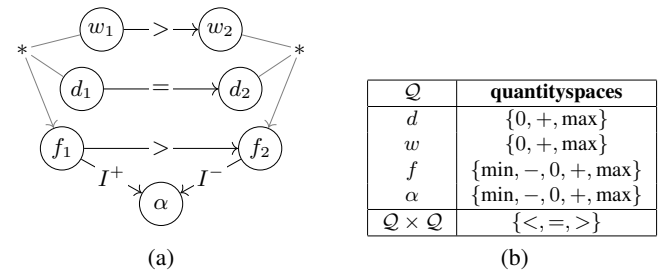 w₁ > w₂
* *
d₁ = d₂
f₁ > f₂
I⁺ I⁻
α
(a)
𝒬 quantityspaces
d {0, +, max}
w {0, +, max}
f {min, −, 0, +, max}
α {min, −, 0, +, max}
𝒬 × 𝒬 {<, =, >}
(b)